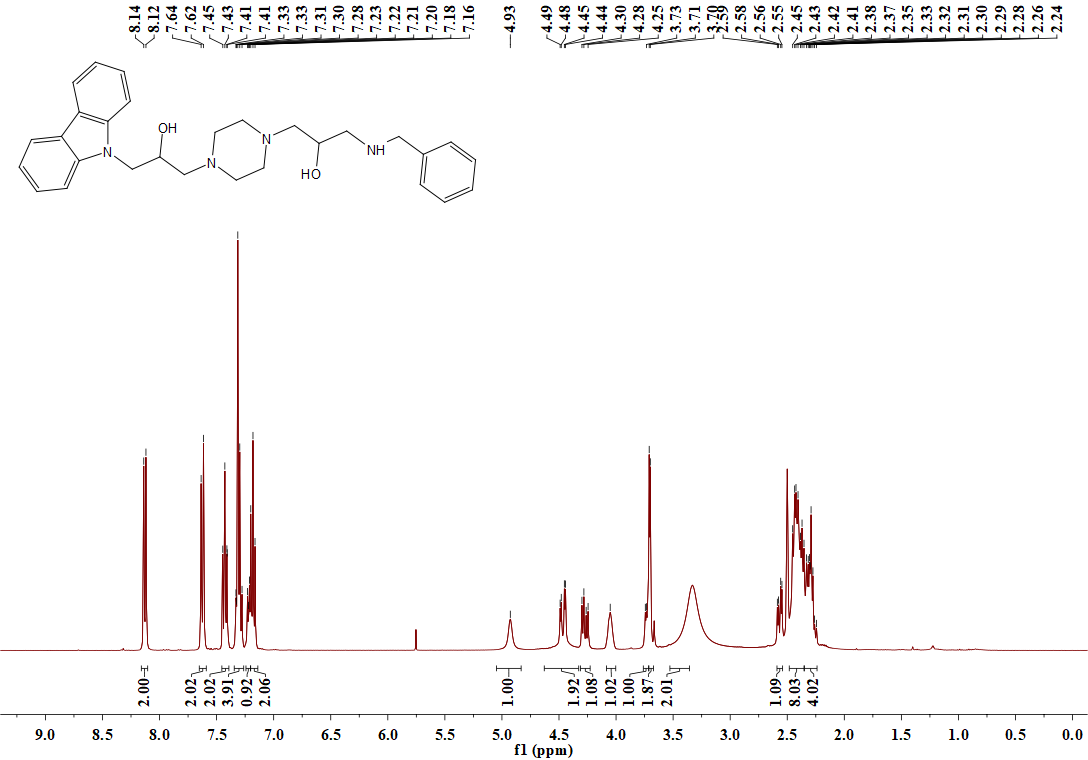 8.14 8.12 7.64 7.62 7.45 7.43 7.41 7.41 7.33 7.33 7.31 7.30 7.28 7.23 7.22 7.21 7.20 7.18 7.16 4.93 4.49 4.48 4.45 4.44 4.30 4.28 4.25 3.73 3.71 3.70 2.59 2.58 2.56 2.55 2.45 2.43 2.42 2.41 2.38 2.37 2.35 2.33 2.32 2.31 2.30 2.29 2.28 2.26 2.24
OH
N
N
N
NH
HO
2.00 2.02 2.02 3.91 0.92 2.06 1.00 1.92 1.08 1.02 1.00 1.87 2.01 1.09 8.03 4.02
9.0 8.5 8.0 7.5 7.0 6.5 6.0 5.5 5.0 4.5 4.0 3.5 3.0 2.5 2.0 1.5 1.0 0.5 0.0
f1 (ppm)